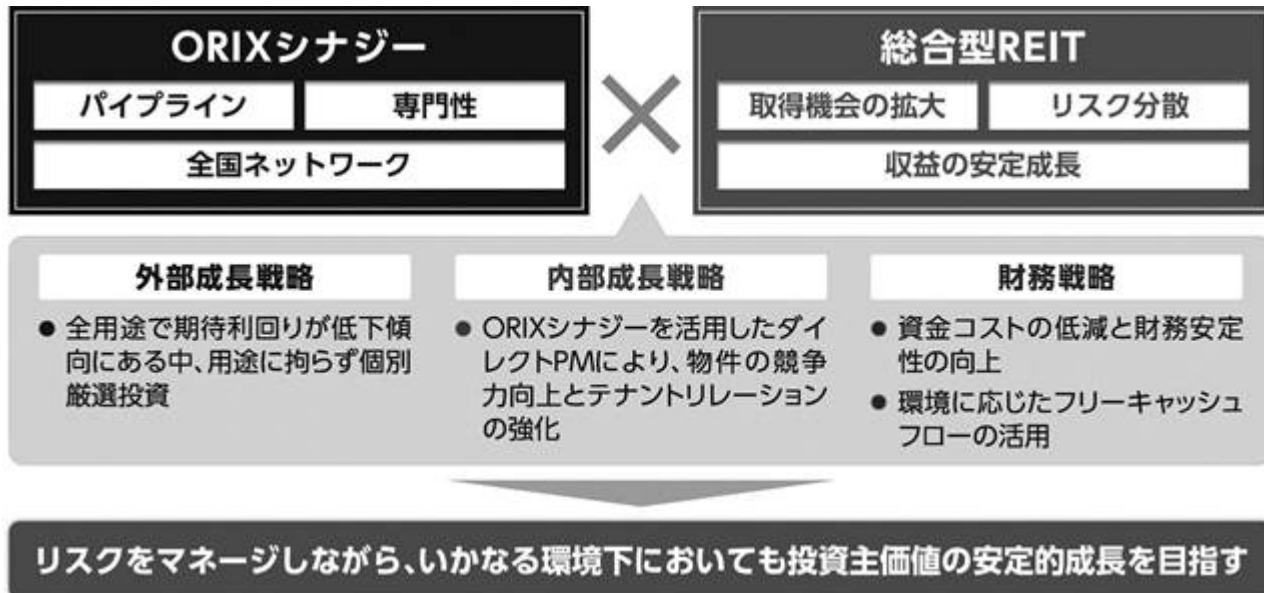 ORIXシナジー
パイプライン
専門性
全国ネットワーク
総合型REIT
取得機会の拡大
リスク分散
収益の安定成長
外部成長戦略
● 全用途で期待利回りが低下傾
向にある中、用途に拘らず個別
厳選投資
内部成長戦略
● ORIXシナジーを活用したダイ
レクトPMにより、物件の競争
力向上とテナントリレーション
の強化
財務戦略
● 資金コストの低減と財務安定
性の向上
● 環境に応じたフリーキャッシュ
フローの活用
リスクをマネージしながら、いかなる環境下においても投資主価値の安定的成長を目指す